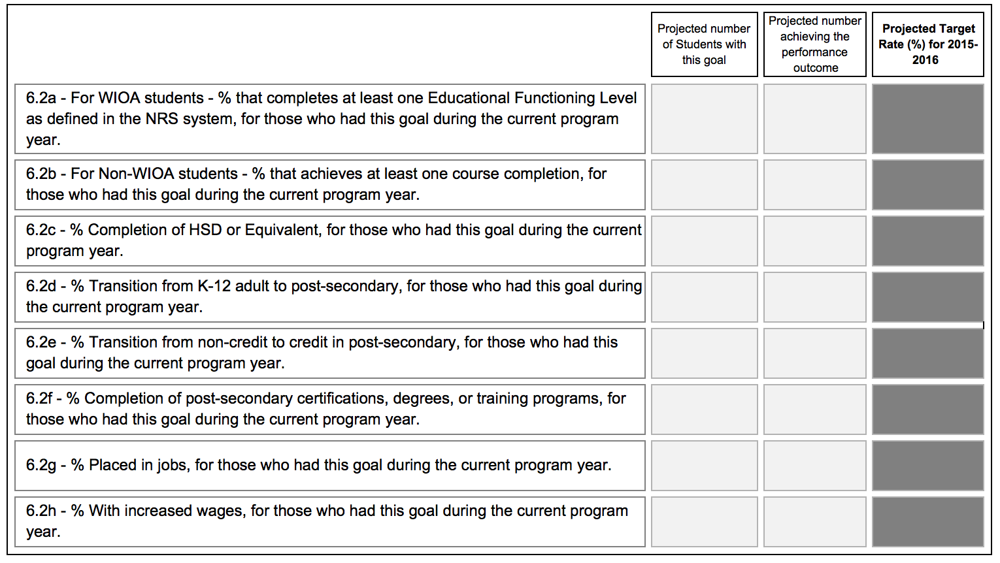 Projected number
of Students with
this goal
Projected number
achieving the
performance
outcome
Projected Target
Rate (%) for 2015-
2016
6.2a - For WIOA students - % that completes at least one Educational Functioning Level
as defined in the NRS system, for those who had this goal during the current program
year.
6.2b - For Non-WIOA students - % that achieves at least one course completion, for
those who had this goal during the current program year.
6.2c - % Completion of HSD or Equivalent, for those who had this goal during the current
program year.
6.2d - % Transition from K-12 adult to post-secondary, for those who had this goal during
the current program year.
6.2e - % Transition from non-credit to credit in post-secondary, for those who had this
goal during the current program year.
6.2f - % Completion of post-secondary certifications, degrees, or training programs, for
those who had this goal during the current program year.
6.2g - % Placed in jobs, for those who had this goal during the current program year.
6.2h - % With increased wages, for those who had this goal during the current program
year.